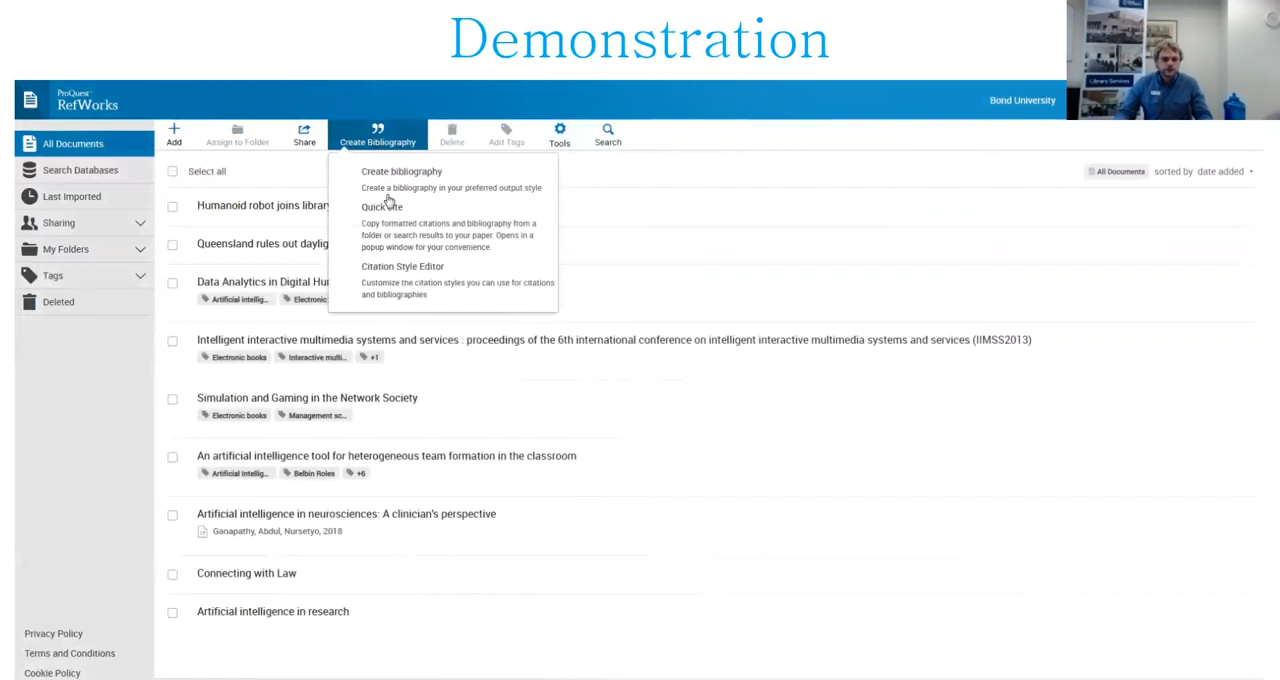 Demonstration
Library Services
ProQuest
RefWorks
Bond University
All Documents
Search Databases
Last Imported
Sharing
My Folders
Tags
Deleted
Privacy Policy
Terms and Conditions
Cookie Policy
Add
Assign to Folder
Share
Create Bibliography
Delete
Add Tags
Tools
Search
Select all
All Documents sorted by date added
Create bibliography
Create a bibliography in your preferred output style
Quick Cite
Copy formatted citations and bibliography from a
folder or search results to your paper. Opens in a
popup window for your convenience.
Citation Style Editor
Customize the citation styles you can use for citations
and bibliographies
Humanoid robot joins library
Queensland rules out daylig
Data Analytics in Digital Hu
Artificial intellig... Electronic
Intelligent interactive multimedia systems and services : proceedings of the 6th international conference on intelligent interactive multimedia systems and services (IIMSS2013)
Electronic books Interactive multi... +1
Simulation and Gaming in the Network Society
Electronic books Management sc...
An artificial intelligence tool for heterogeneous team formation in the classroom
Artificial Intellig... Belbin Roles +6
Artificial intelligence in neurosciences: A clinician's perspective
Ganapathy, Abdul, Nursetyo, 2018
Connecting with Law
Artificial intelligence in research